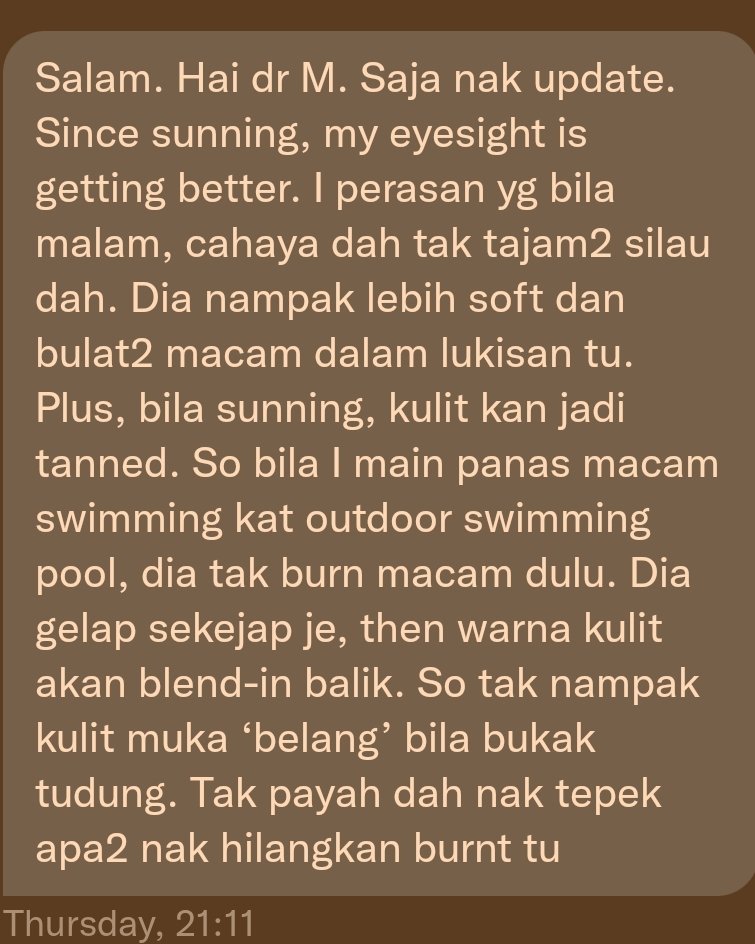 Salam. Hai dr M. Saja nak update.
Since sunning, my eyesight is
getting better. I perasan yg bila
malam, cahaya dah tak tajam2 silau
dah. Dia nampak lebih soft dan
bulat2 macam dalam lukisan tu.
Plus, bila sunning, kulit kan jadi
tanned. So bila I main panas macam
swimming kat outdoor swimming
pool, dia tak burn macam dulu. Dia
gelap sekejap je, then warna kulit
akan blend-in balik. So tak nampak
kulit muka ‘belang’ bila bukak
tudung. Tak payah dah nak tepek
apa2 nak hilangkan burnt tu
Thursday, 21:11